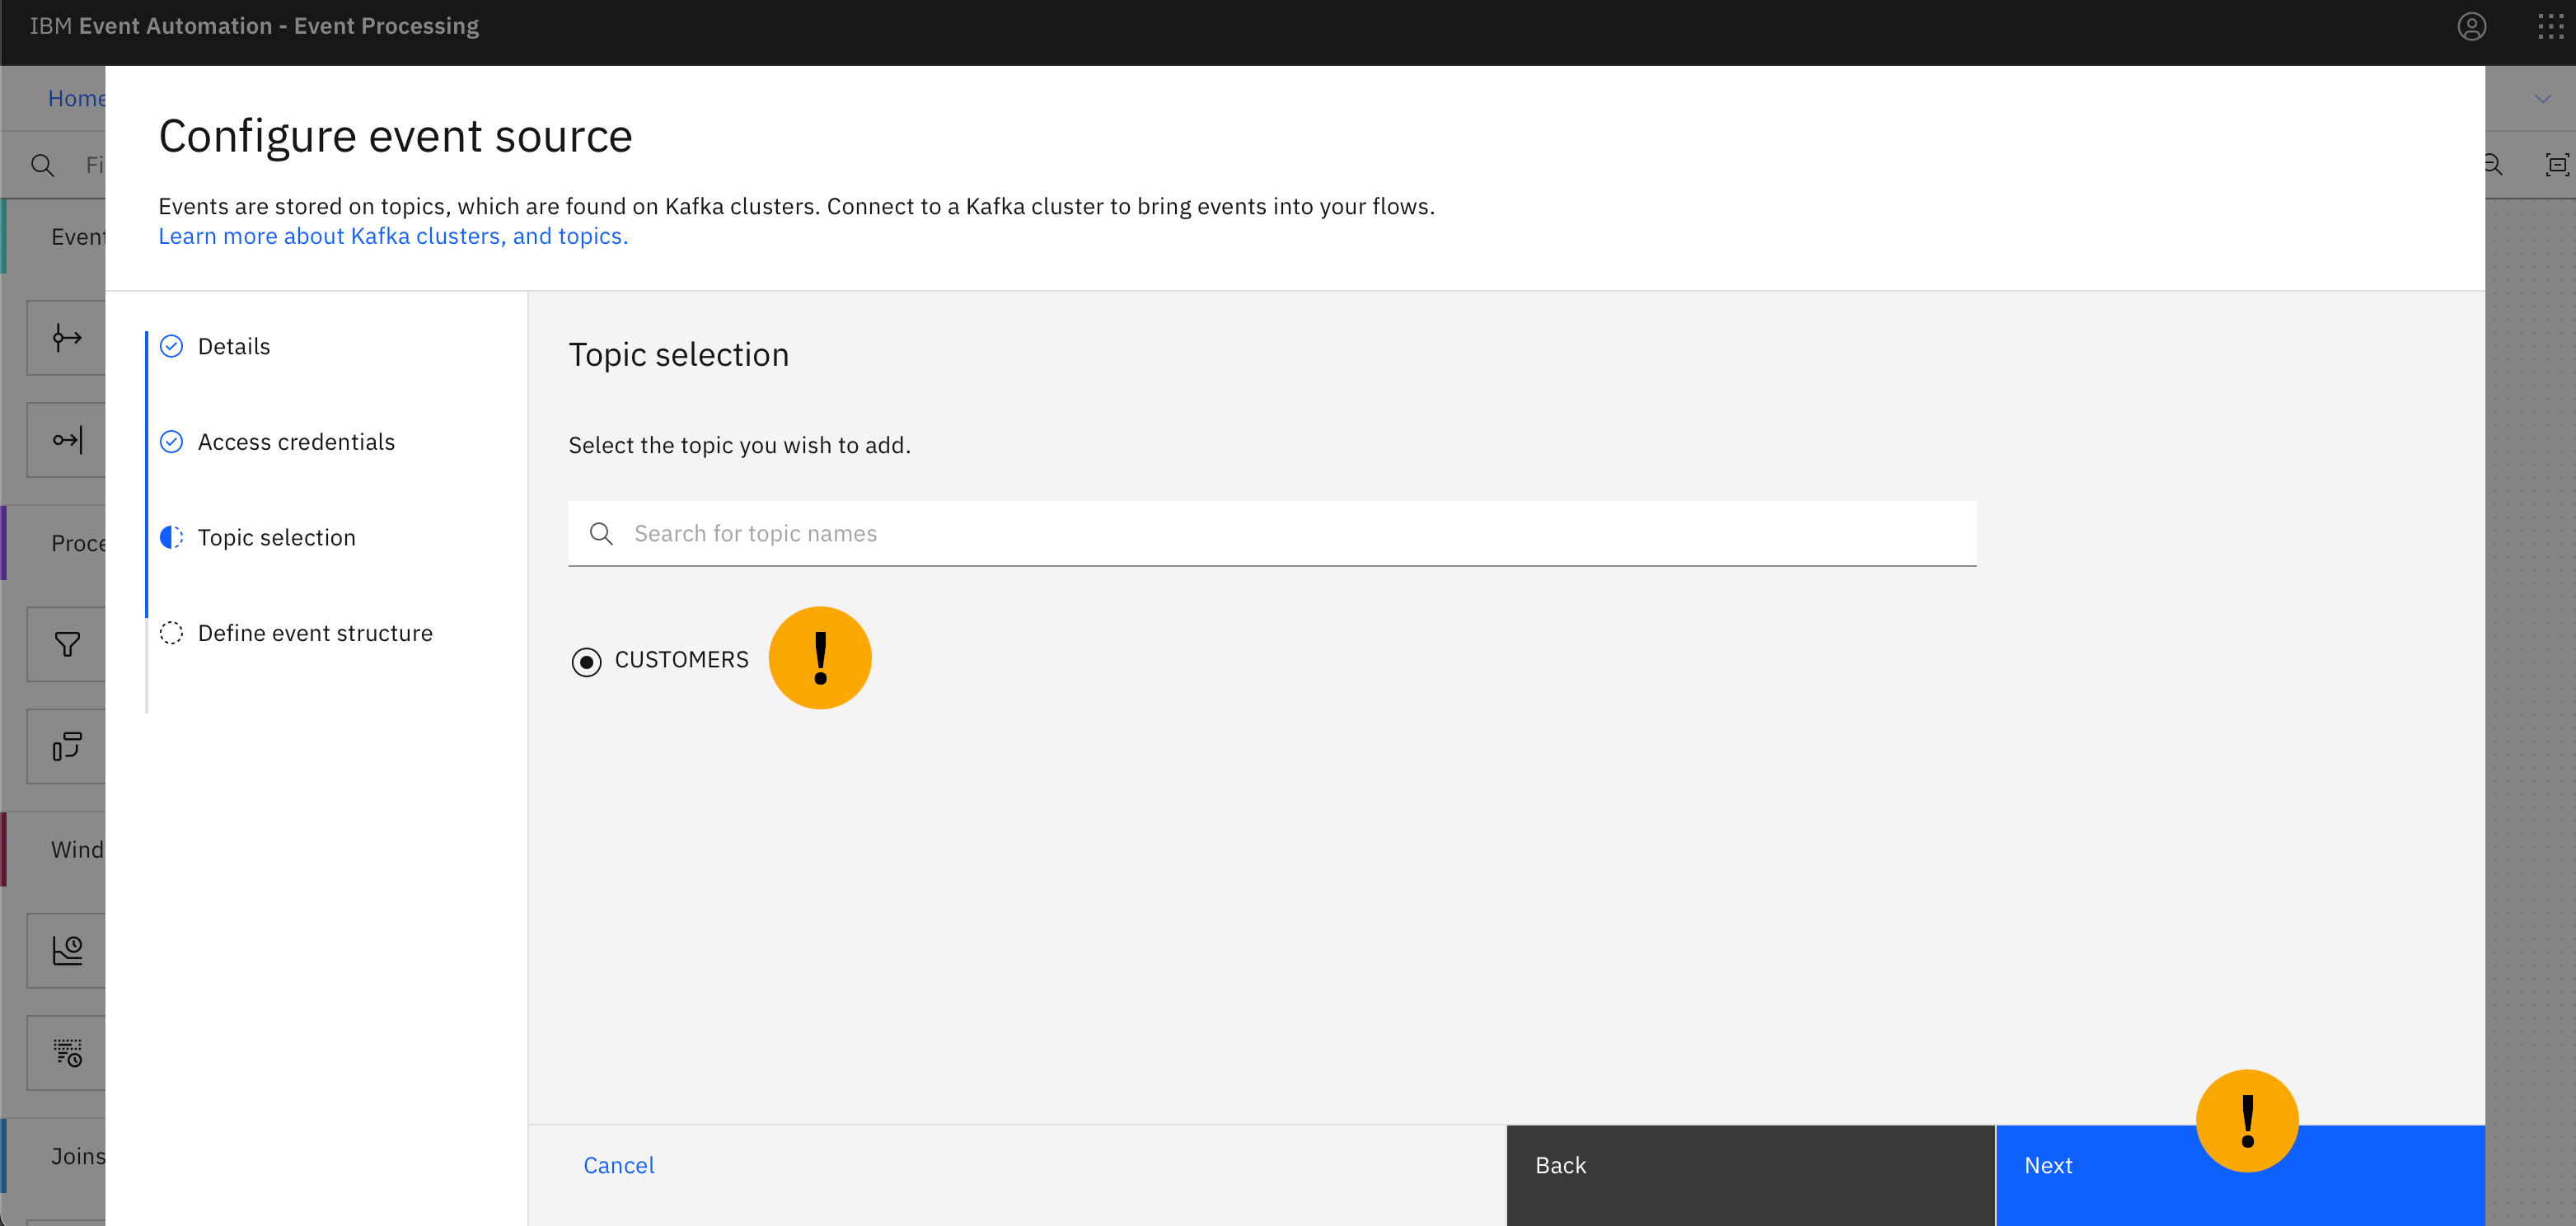 IBM Event Automation - Event Processing
Home
Configure event source
Fi
Events are stored on topics, which are found on Kafka clusters. Connect to a Kafka cluster to bring events into your flows.
Learn more about Kafka clusters, and topics.
Event
Details
Topic selection
Access credentials
Select the topic you wish to add.
Topic selection
Search for topic names
Proce
Define event structure
CUSTOMERS
!
Wind
!
Joins
Cancel
Back
Next